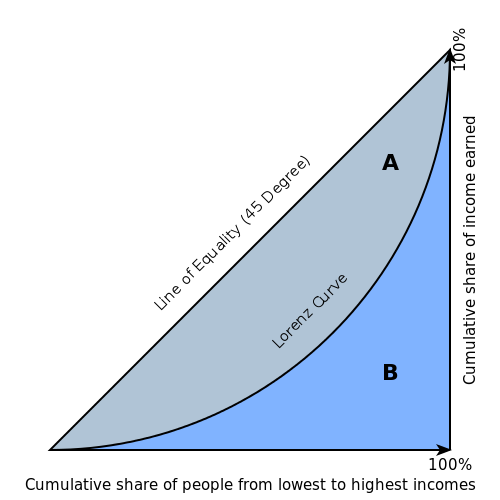 100%
Cumulative share of income earned
A
Line of Equality (45 Degree)
Lorenz Curve
B
100%
Cumulative share of people from lowest to highest incomes